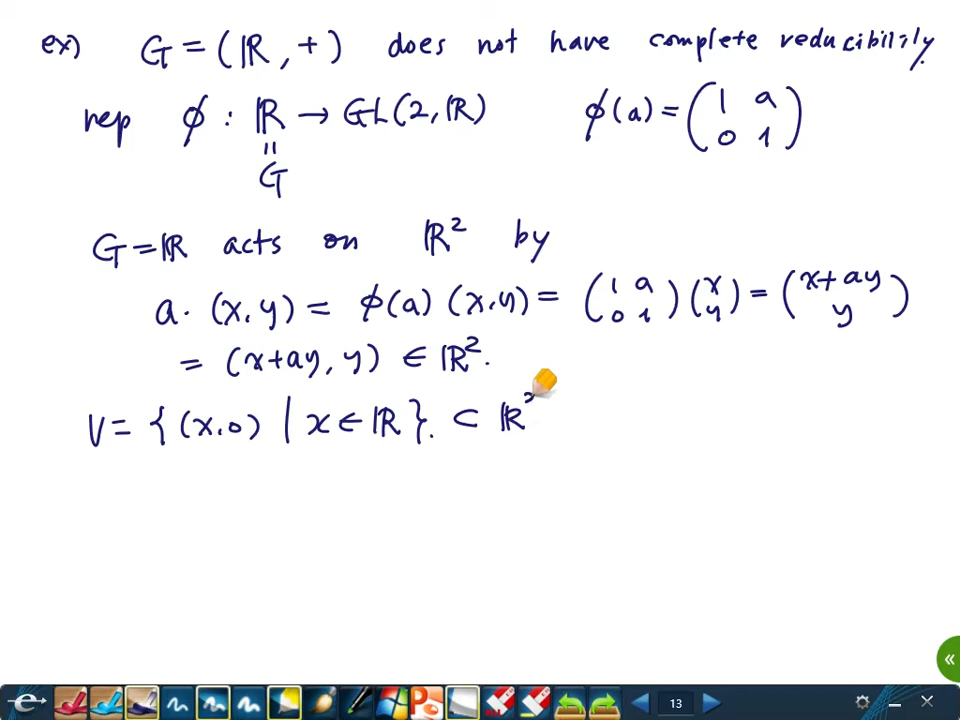 ex) G = (ℝ, +) does not have complete reducibility.
rep φ : ℝ → GL(2, ℝ) φ(a) = (1 a
0 1)
=
G
G = ℝ acts on ℝ² by
a· (x, y) = φ(a) (x, y) = (1 a
0 1) (x
y) = (x+ay
y)
= (x+ay, y) ∈ ℝ².
V = { (x, 0) | x ∈ ℝ }. ⊂ ℝ²
13